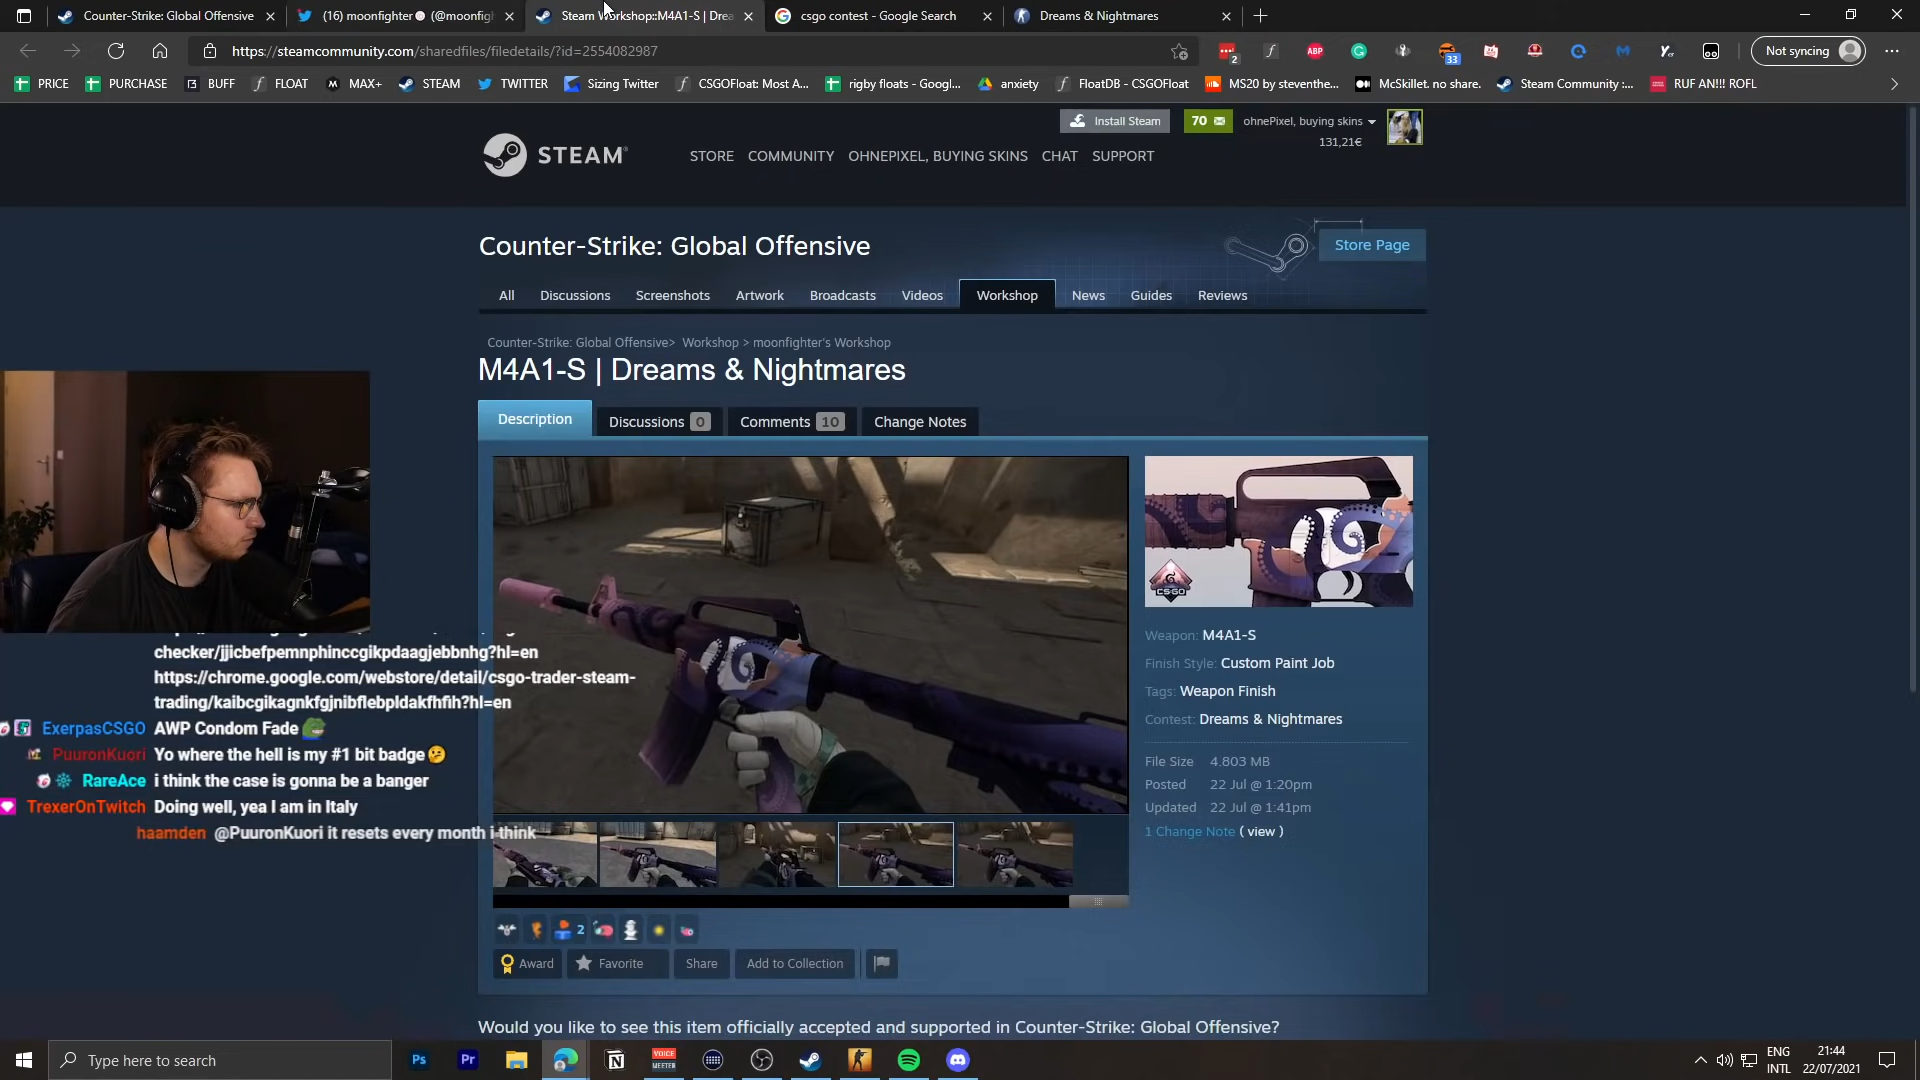 Counter-Strike: Global Offensive
(16) moonfighter
Steam Workshop::M4A1-S | Drea
csgo contest - Google Search
Dreams & Nightmares
https://steamcommunity.com/sharedfiles/filedetails/?id=2554082987
2
ABP
33
Not syncing
PRICE
PURCHASE
BUFF
FLOAT
MAX+
STEAM
TWITTER
Sizing Twitter
CSGOFloat: Most A...
rigby floats - Googl...
anxiety
FloatDB - CSGOFloat
MS20 by steventhe...
McSkillet. no share.
Steam Community :...
RUF AN!!! ROFL
Install Steam
70
ohnePixel, buying skins
131,21€
STEAM
STORE
COMMUNITY
OHNEPIXEL, BUYING SKINS
CHAT
SUPPORT
Counter-Strike: Global Offensive
Store Page
All
Discussions
Screenshots
Artwork
Broadcasts
Videos
Workshop
News
Guides
Reviews
Counter-Strike: Global Offensive> Workshop > moonfighter's Workshop
M4A1-S | Dreams & Nightmares
Description
Discussions 0
Comments 10
Change Notes
CS:GO
Weapon: M4A1-S
Finish Style: Custom Paint Job
Tags: Weapon Finish
Contest: Dreams & Nightmares
File Size 4.803 MB
Posted 22 Jul @ 1:20pm
Updated 22 Jul @ 1:41pm
1 Change Note ( view )
checker/jjicbefpemnphinccgikpdaagjebbnhg?hl=en
https://chrome.google.com/webstore/detail/csgo-trader-steam-
trading/kaibcgikagnkfgjnibflebpldakfhfih?hl=en
ExerpasCSGO AWP Condom Fade
PuuronKuori Yo where the hell is my #1 bit badge
RareAce i think the case is gonna be a banger
TrexerOnTwitch Doing well, yea I am in Italy
haamden @PuuronKuori it resets every month i think
2
Award
Favorite
Share
Add to Collection
Would you like to see this item officially accepted and supported in Counter-Strike: Global Offensive?
Type here to search
Ps
Pr
VOICE
MEETER
ENG
INTL
21:44
22/07/2021